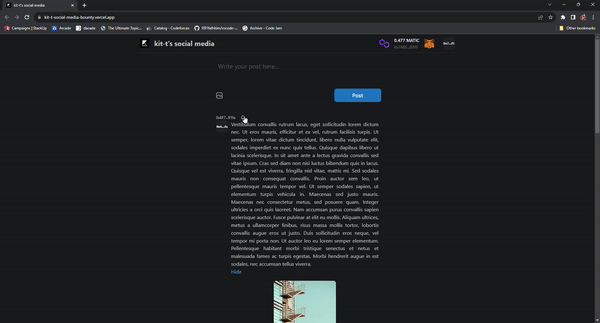 kit-t's social media
kit-t-social-media-bounty.vercel.app
Campaigns | StackUp
Arcade
dacade
The Ultimate Topic...
Catalog - Codeforces
Archive - Code Jam
Other bookmarks
kit-t's social media
0.477 MATIC
Write your post here...
Post
Vestibulum convallis rutrum lacus, eget sollicitudin lorem dictum
nec. Ut eros mauris, efficitur et ex vel, rutrum facilisis turpis. Ut
semper, lorem vitae dictum tincidunt, libero nulla vulputate elit,
sodales imperdiet ex nunc quis tellus. Quisque dapibus libero ut
lacinia scelerisque. In sit amet ante a lectus gravida convallis sed
vitae ipsum. Cras sed diam non nisl luctus bibendum quis in lacus.
Quisque vel est viverra, fringilla nisl vitae, mattis mi. Sed sodales
mauris non consequat convallis. Proin auctor sem leo, ut
pellentesque mauris tempor vel. Ut semper sodales sapien, ut
elementum turpis vehicula in. Maecenas sed justo mauris.
Maecenas nec consectetur metus, sed posuere quam. Integer
ultricies a orci quis laoreet. Nam accumsan purus convallis sapien
scelerisque auctor. Fusce pulvinar at elit eu mollis. Aliquam ultrices,
metus a ullamcorper finibus, risus massa mollis tortor, lobortis
convallis augue eros ut justo. Duis sollicitudin eros neque, vel
tempor mi porta non. Ut auctor leo eu lorem semper elementum.
Pellentesque habitant morbi tristique senectus et netus et
malesuada fames ac turpis egestas. Morbi hendrerit augue in est
sodales, nec accumsan tellus viverra.
Hide